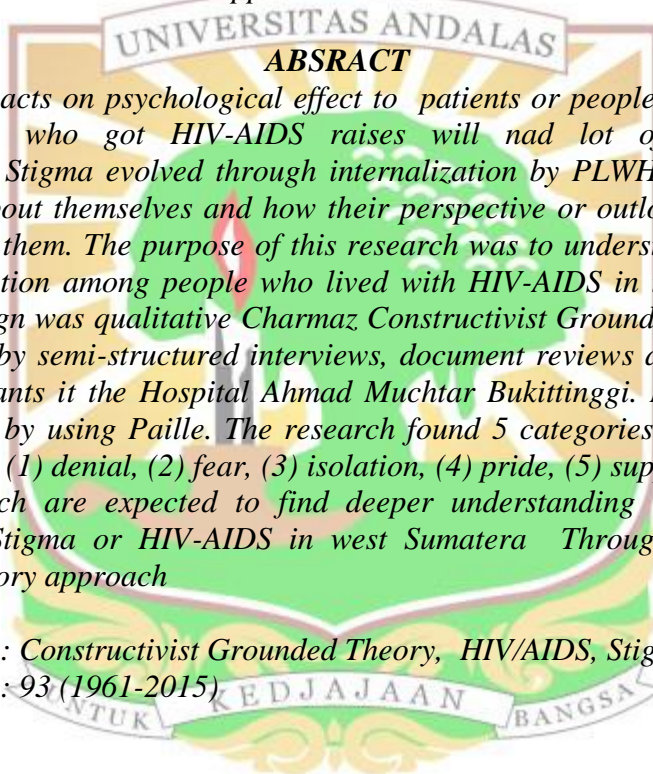 UNIVERSITAS ANDALAS
ABSRACT
acts on psychological effect to patients or people
who got HIV-AIDS raises will nad lot
Stigma evolved through internalization by PLWH
out themselves and how their perspective or outlo
them. The purpose of this research was to unders
tion among people who lived with HIV-AIDS in
gn was qualitative Charmaz Constructivist Ground
by semi-structured interviews, document reviews
ants it the Hospital Ahmad Muchtar Bukittinggi.
by using Paille. The research found 5 categories
(1) denial, (2) fear, (3) isolation, (4) pride, (5) sup
ch are expected to find deeper understanding
Stigma or HIV-AIDS in west Sumatera Throug
ory approach
: Constructivist Grounded Theory, HIV/AIDS, Stig
: 93 (1961-2015)
UNTUK KEDJAJAAN BANGSA